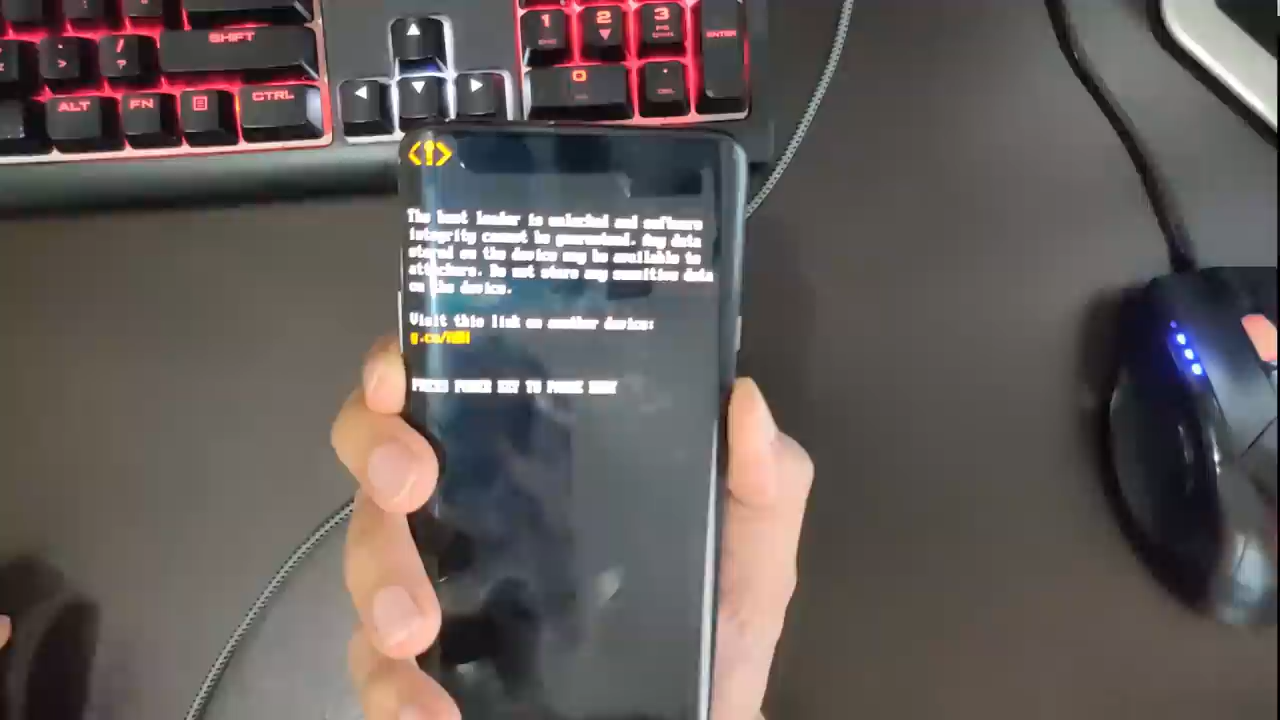 SHIFT
1
2
3
ENTER
>
/
?
ALT
FN
CTRL
0
The boot loader is unlocked and software
integrity cannot be guaranteed. Any data
stored on the device may be available to
attackers. Do not store any sensitive data
on the device.
Visit this link on another device:
g.co/ABH
PRESS POWER KEY TO PAUSE BOOT